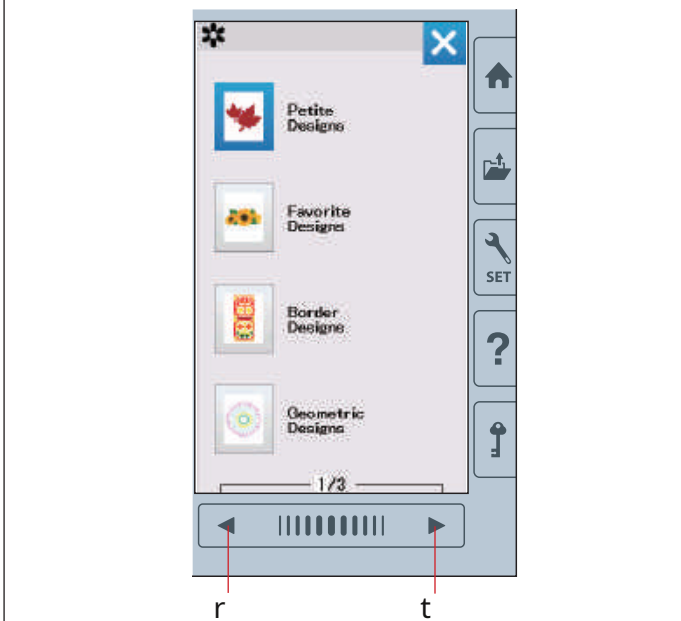 Petite
Designs
Favorite
Designs
Border
Designs
Geometric
Designs
1/3
SET
?
r
t